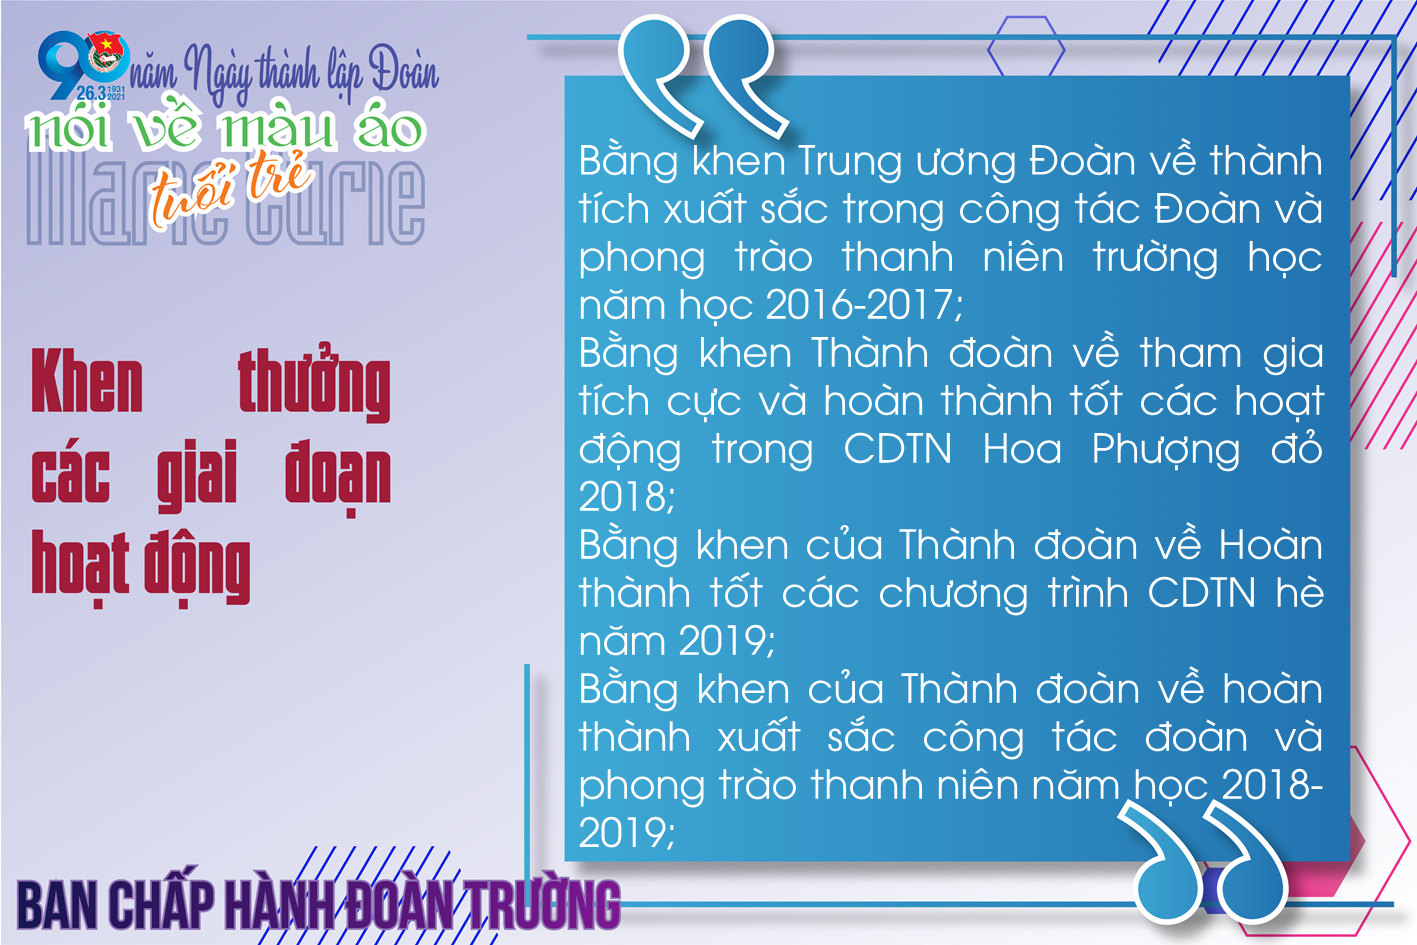 90 năm Ngày thành lập Đoàn
26.3 1931 2021
nói về màu áo
Marie Curie
tuổi trẻ
Khen thưởng
các giai đoạn
hoạt động
Bằng khen Trung ương Đoàn về thành
tích xuất sắc trong công tác Đoàn và
phong trào thanh niên trường học
năm học 2016-2017;
Bằng khen Thành đoàn về tham gia
tích cực và hoàn thành tốt các hoạt
động trong CDTN Hoa Phượng đỏ
2018;
Bằng khen của Thành đoàn về Hoàn
thành tốt các chương trình CDTN hè
năm 2019;
Bằng khen của Thành đoàn về hoàn
thành xuất sắc công tác đoàn và
phong trào thanh niên năm học 2018-
2019;
BAN CHẤP HÀNH ĐOÀN TRƯỜNG